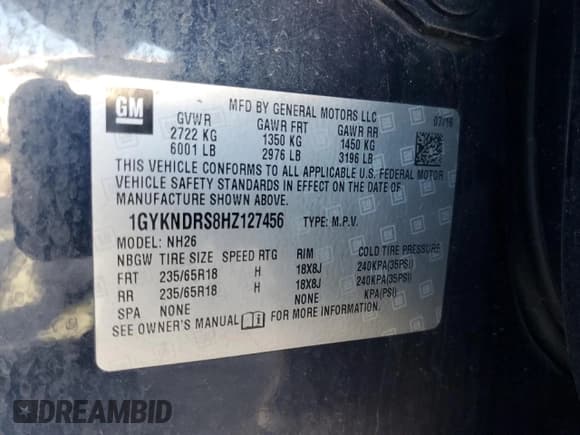 GM
MFD BY GENERAL MOTORS LLC
GVWR GAWR FRT GAWR RR
2722 KG 1350 KG 1450 KG
6001 LB 2976 LB 3196 LB
THIS VEHICLE CONFORMS TO ALL APPLICABLE U.S. FEDERAL MOTOR
VEHICLE SAFETY STANDARDS IN EFFECT ON THE DATE OF
MANUFACTURE SHOWN ABOVE.
1GYKNDRS8HZ127456 TYPE: M.P.V.
MODEL: NH26
NBGW TIRE SIZE SPEED RTG RIM COLD TIRE PRESSURE
FRT 235/65R18 H 18X8J 240KPA(35PSI)
RR 235/65R18 H 18X8J 240KPA(35PSI)
SPA NONE NONE KPA(PSI)
SEE OWNER'S MANUAL FOR MORE INFORMATION.
DREAMBID